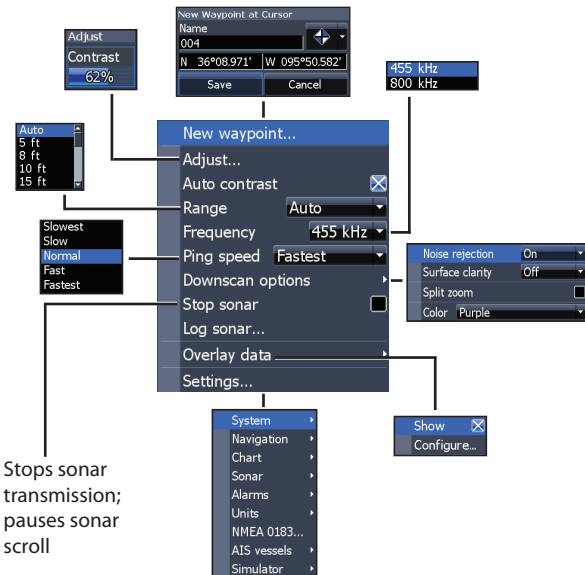 New Waypoint at Cursor
Name
004
N 36°08.971' W 095°50.582'
Save Cancel
Adjust
Contrast
62%
455 kHz
800 kHz
Auto
5 ft
8 ft
10 ft
15 ft
Slowest
Slow
Normal
Fast
Fastest
New waypoint...
Adjust...
Auto contrast
Range Auto
Frequency 455 kHz
Ping speed Fastest
Downscan options
Stop sonar
Log sonar...
Overlay data
Settings...
Noise rejection On
Surface clarity Off
Split zoom
Color Purple
Show
Configure...
System
Navigation
Chart
Sonar
Alarms
Units
NMEA 0183...
AIS vessels
Simulator
Stops sonar
transmission;
pauses sonar
scroll